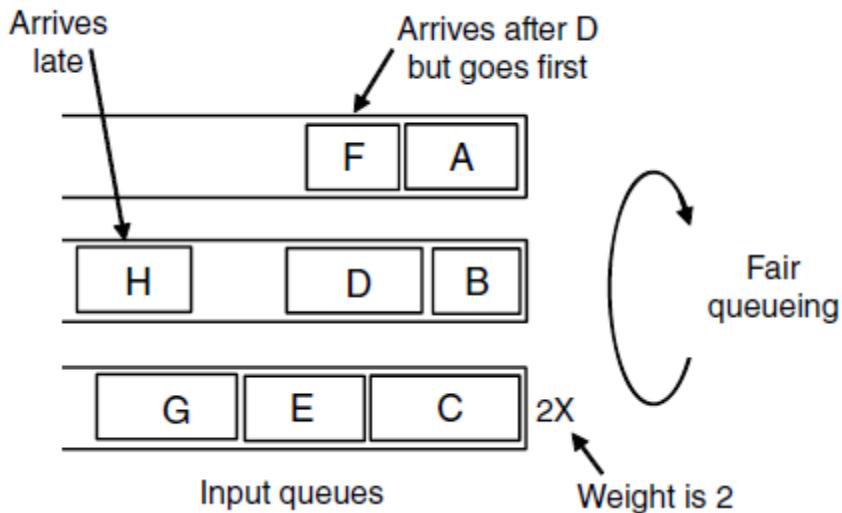 Arrives
late
Arrives after D
but goes first
F A
H D B
Fair
queueing
G E C 2X
Input queues
Weight is 2